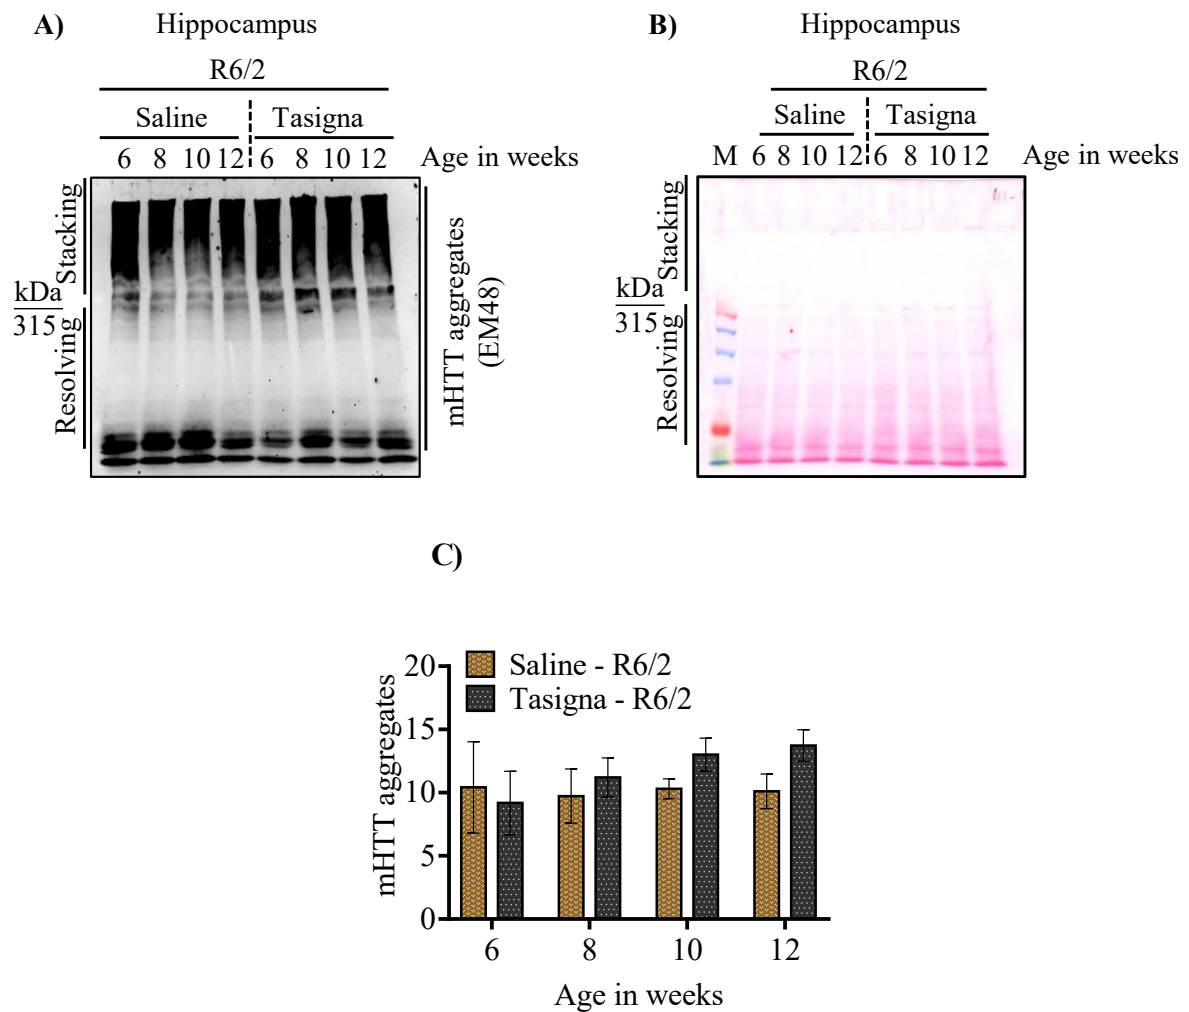 A)
Hippocampus
R6/2
Saline Tasigna
6 8 10 12 6 8 10 12 Age in weeks
Stacking
kDa
315
Resolving
mHTT aggregates
(EM48)
B)
Hippocampus
R6/2
Saline Tasigna
M 6 8 10 12 6 8 10 12 Age in weeks
Stacking
kDa
315
Resolving
C)
Saline - R6/2
Tasigna - R6/2
mHTT aggregates
20
15
10
5
0
6 8 10 12
Age in weeks